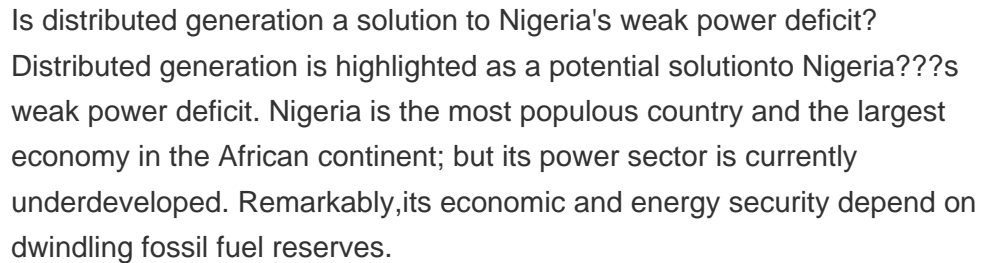 Is distributed generation a solution to Nigeria's weak power deficit?
Distributed generation is highlighted as a potential solutionto Nigeria???s
weak power deficit. Nigeria is the most populous country and the largest
economy in the African continent; but its power sector is currently
underdeveloped. Remarkably,its economic and energy security depend on
dwindling fossil fuel reserves.